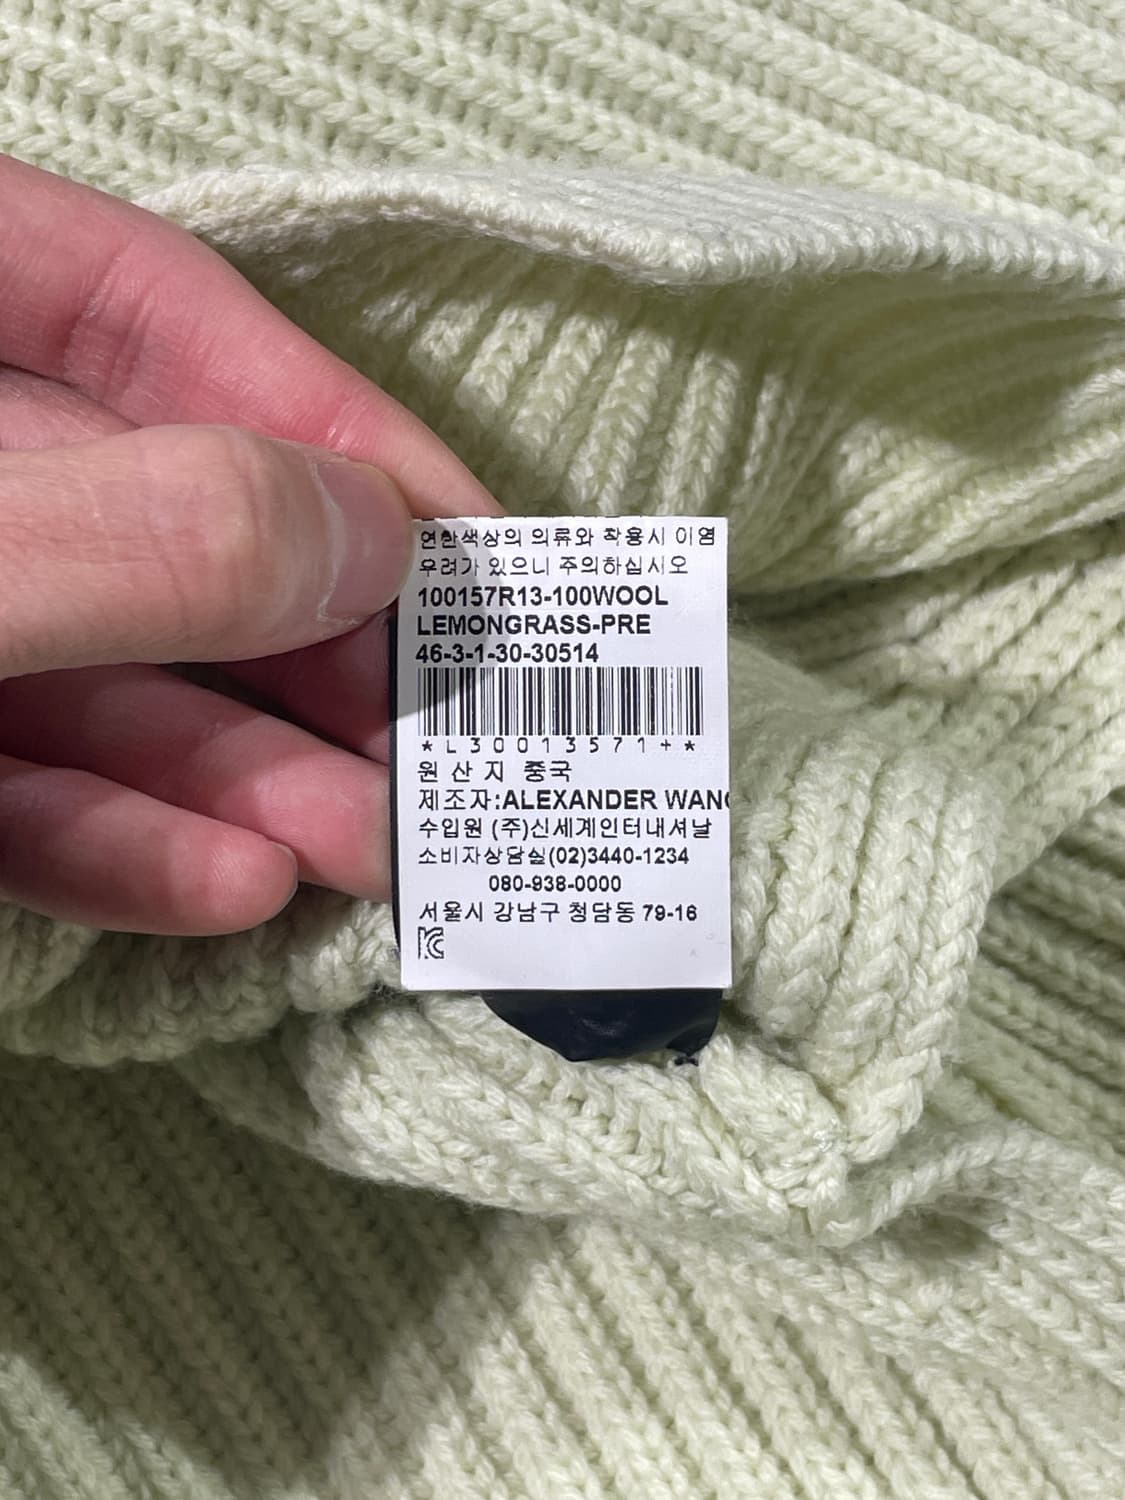 연한색상의 의류와 착용시 이염
우려가 있으니 주의하십시오
100157R13-100WOOL
LEMONGRASS-PRE
46-3-1-30-30514
*L30013571+*
원 산 지 중국
제조자:ALEXANDER WANG
수입원 (주)신세계인터내셔날
소비자상담실(02)3440-1234
080-938-0000
서울시 강남구 청담동 79-16